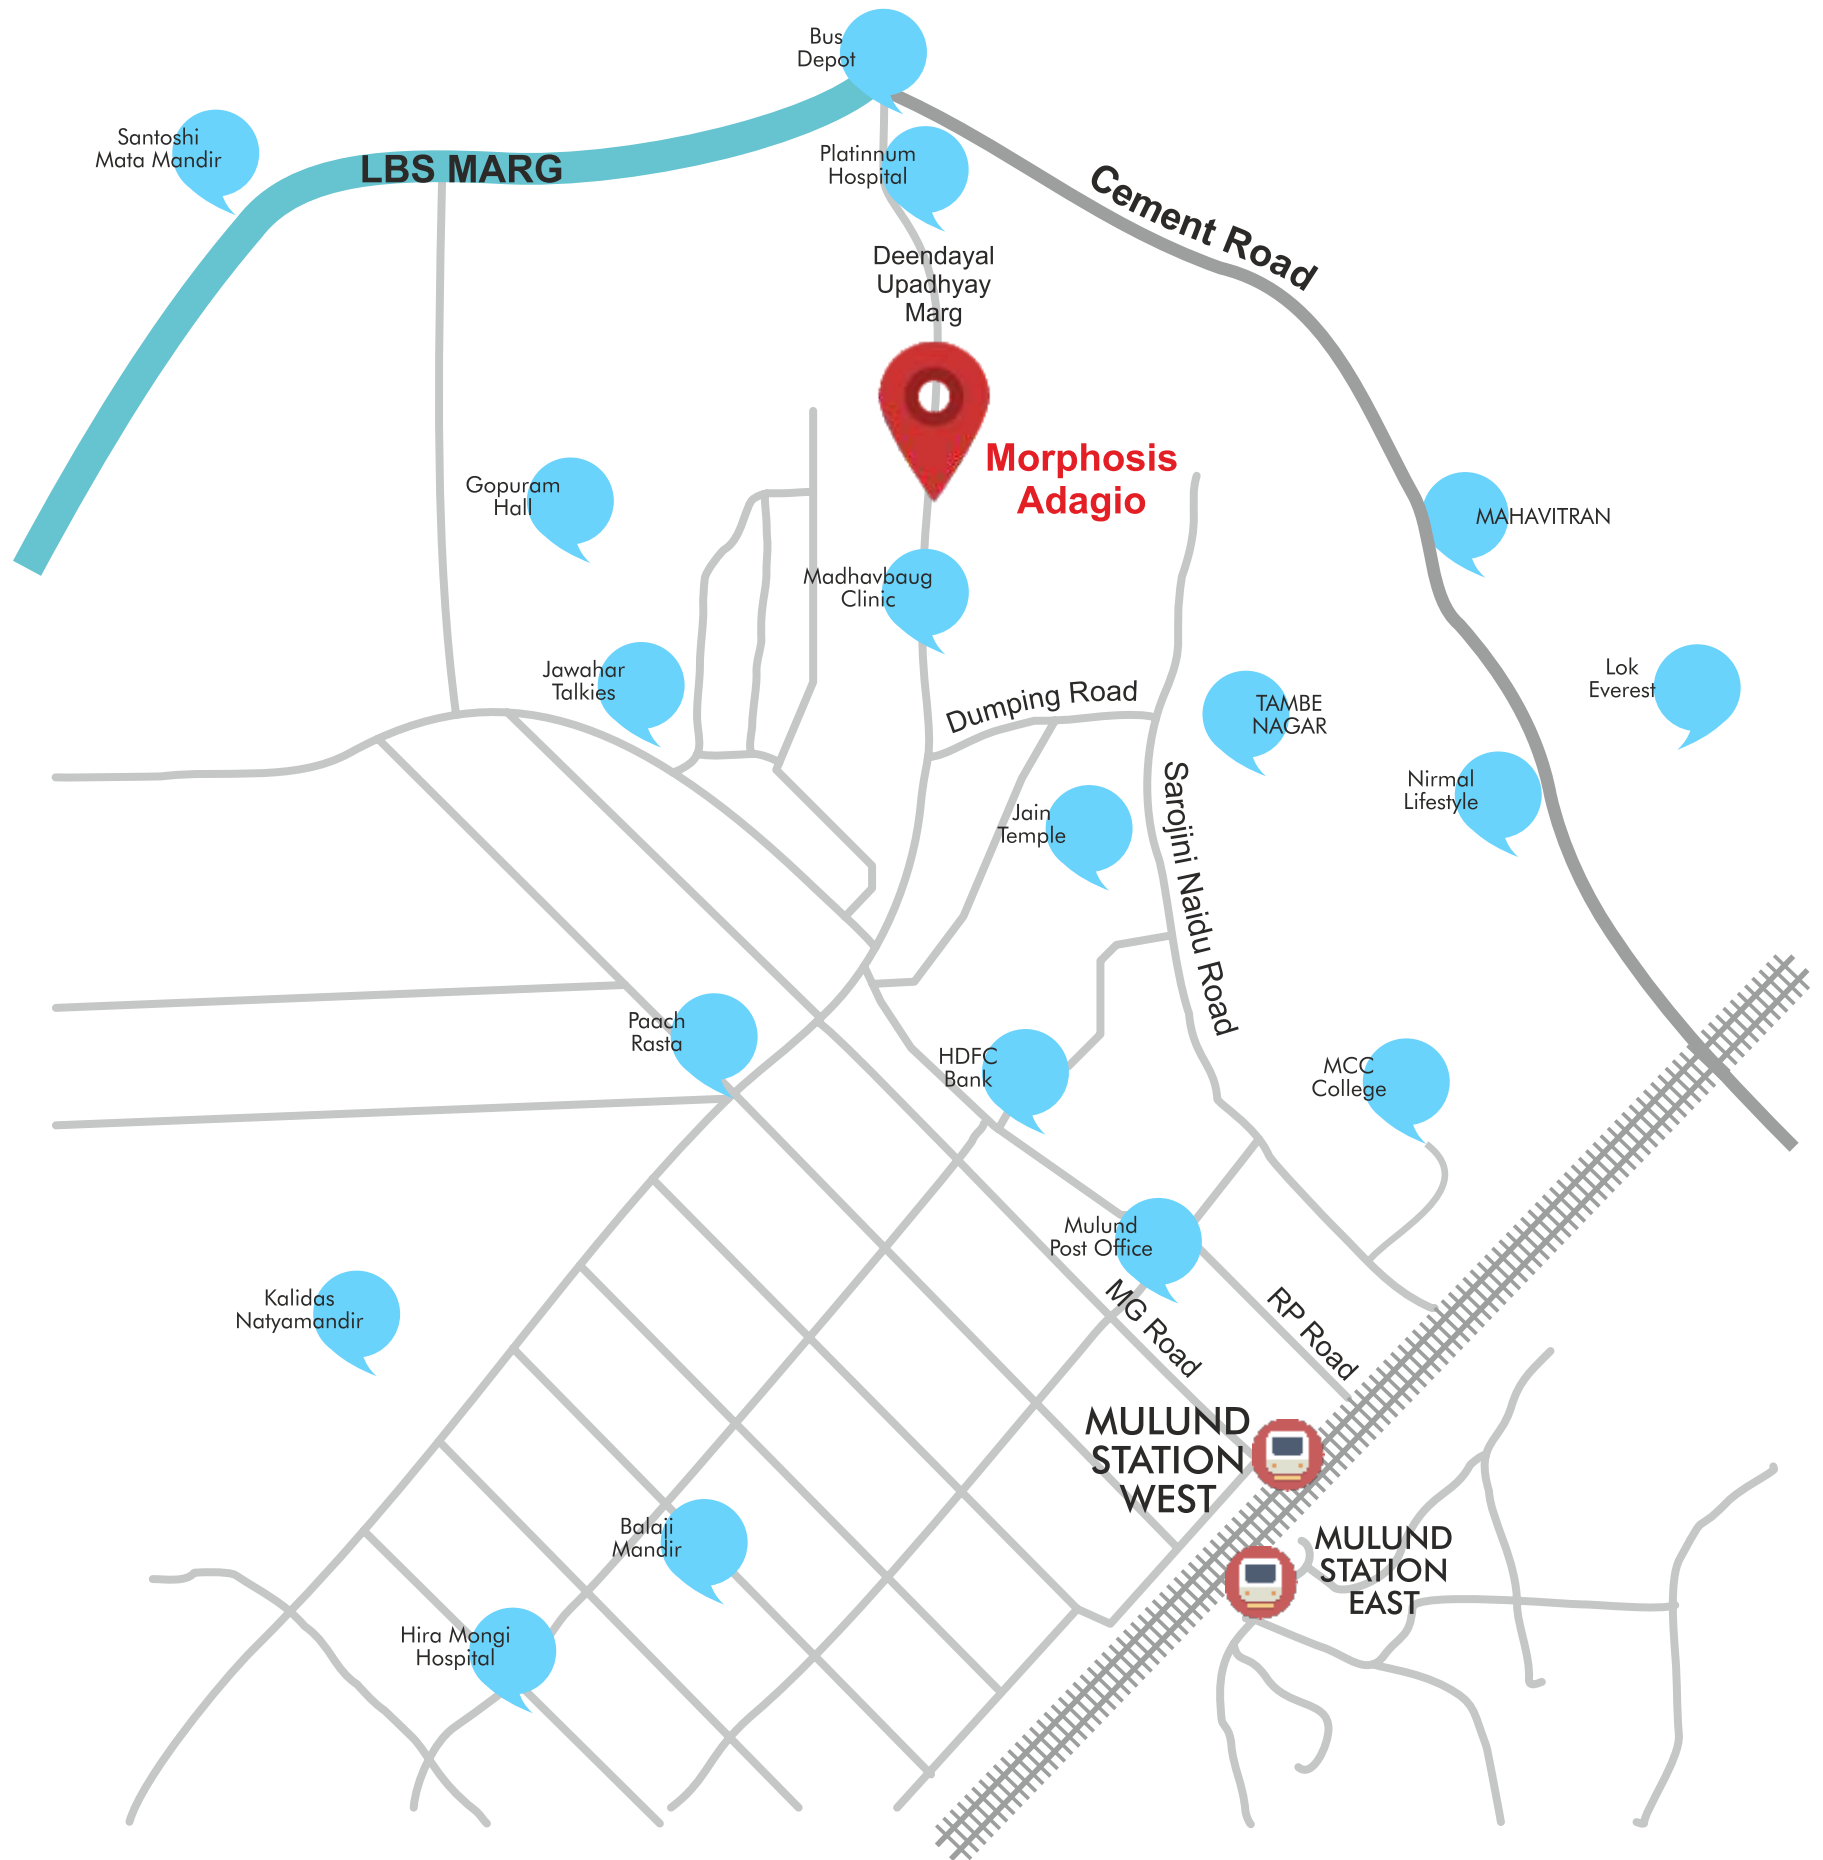 Bus
Depot
Santoshi
Mata Mandir
LBS MARG
Platinnum
Hospital
Cement Road
Deendayal
Upadhyay
Marg
Morphosis
Adagio
Gopuram
Hall
MAHAVITRAN
Madhavbaug
Clinic
Jawahar
Talkies
Dumping Road
TAMBE
NAGAR
Lok
Everest
Nirmal
Lifestyle
Jain
Temple
Sarojini Naidu Road
Paach
Rasta
HDFC
Bank
MCC
College
Mulund
Post Office
Kalidas
Natyamandir
MG Road
RP Road
MULUND
STATION
WEST
MULUND
STATION
EAST
Balaji
Mandir
Hira Mongi
Hospital